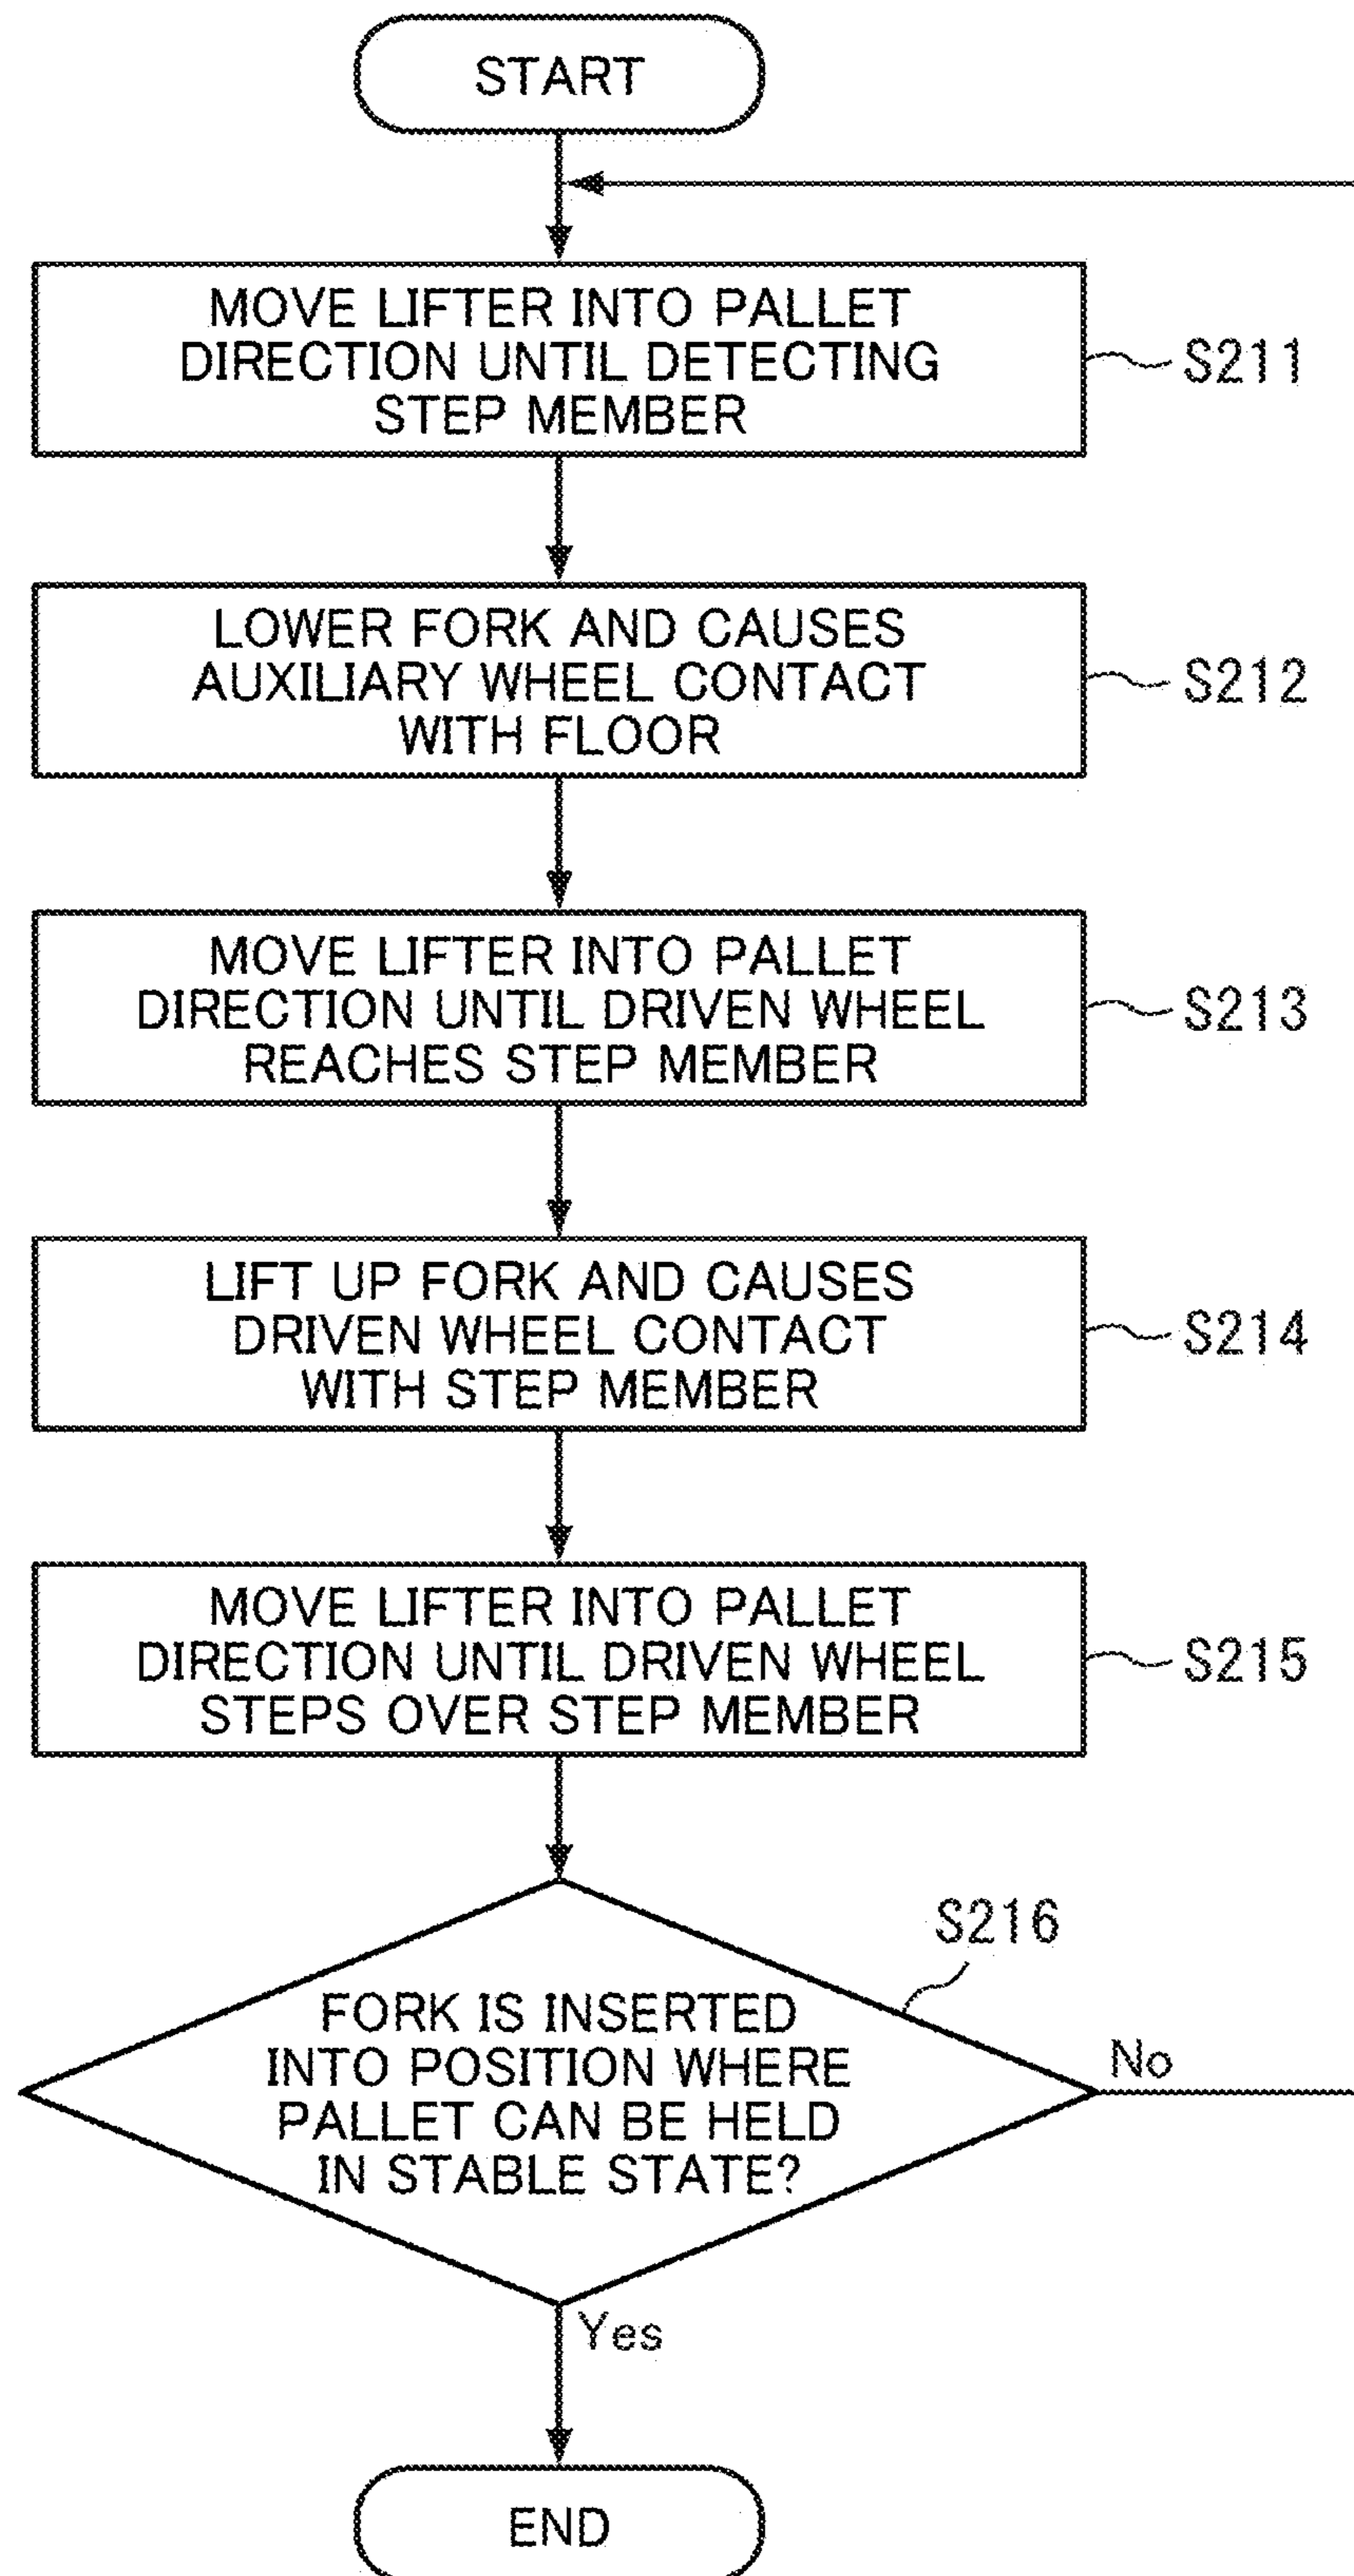 START
MOVE LIFTER INTO PALLET
DIRECTION UNTIL DETECTING
STEP MEMBER
S211
LOWER FORK AND CAUSES
AUXILIARY WHEEL CONTACT
WITH FLOOR
S212
MOVE LIFTER INTO PALLET
DIRECTION UNTIL DRIVEN WHEEL
REACHES STEP MEMBER
S213
LIFT UP FORK AND CAUSES
DRIVEN WHEEL CONTACT
WITH STEP MEMBER
S214
MOVE LIFTER INTO PALLET
DIRECTION UNTIL DRIVEN WHEEL
STEPS OVER STEP MEMBER
S215
S216
FORK IS INSERTED
INTO POSITION WHERE
PALLET CAN BE HELD
IN STABLE STATE?
No
Yes
END